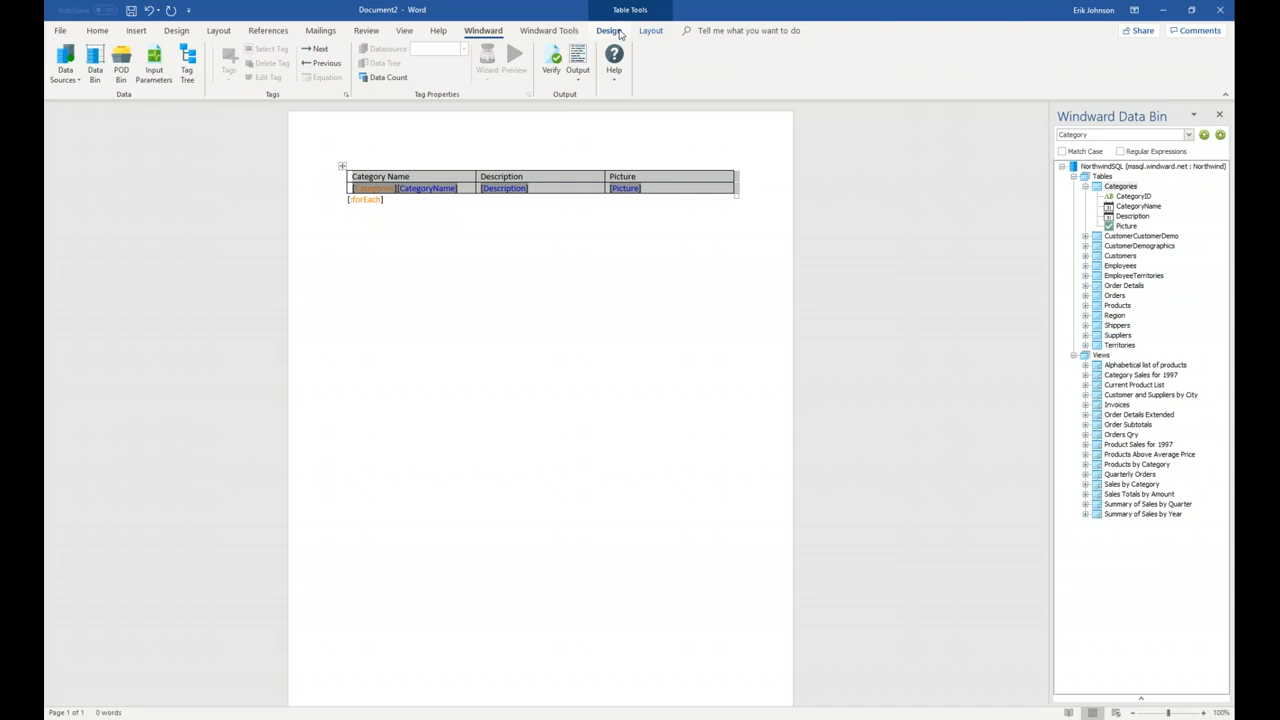 AutoSave Off
Document2 - Word
Table Tools
Erik Johnson
File Home Insert Design Layout References Mailings Review View Help Windward Windward Tools Design Layout Tell me what you want to do Share Comments
Data Sources
Data Bin
POD Bin
Input Parameters
Tag Tree
Data
Tags
Select Tag
Delete Tag
Edit Tag
Next
Previous
Equation
Tags
Datasource
Data Tree
Data Count
Wizard
Preview
Tag Properties
Verify
Output
Output
Help
Category Name Description Picture
[Categories][CategoryName] [Description] [Picture]
[:forEach]
Windward Data Bin
Category
Match Case Regular Expressions
NorthwindSQL (mssql.windward.net : Northwind)
Tables
Categories
CategoryID
CategoryName
Description
Picture
CustomerCustomerDemo
CustomerDemographics
Customers
Employees
EmployeeTerritories
Order Details
Orders
Products
Region
Shippers
Suppliers
Territories
Views
Alphabetical list of products
Category Sales for 1997
Current Product List
Customer and Suppliers by City
Invoices
Order Details Extended
Order Subtotals
Orders Qry
Product Sales for 1997
Products Above Average Price
Products by Category
Quarterly Orders
Sales by Category
Sales Totals by Amount
Summary of Sales by Quarter
Summary of Sales by Year
Page 1 of 1 0 words
100%